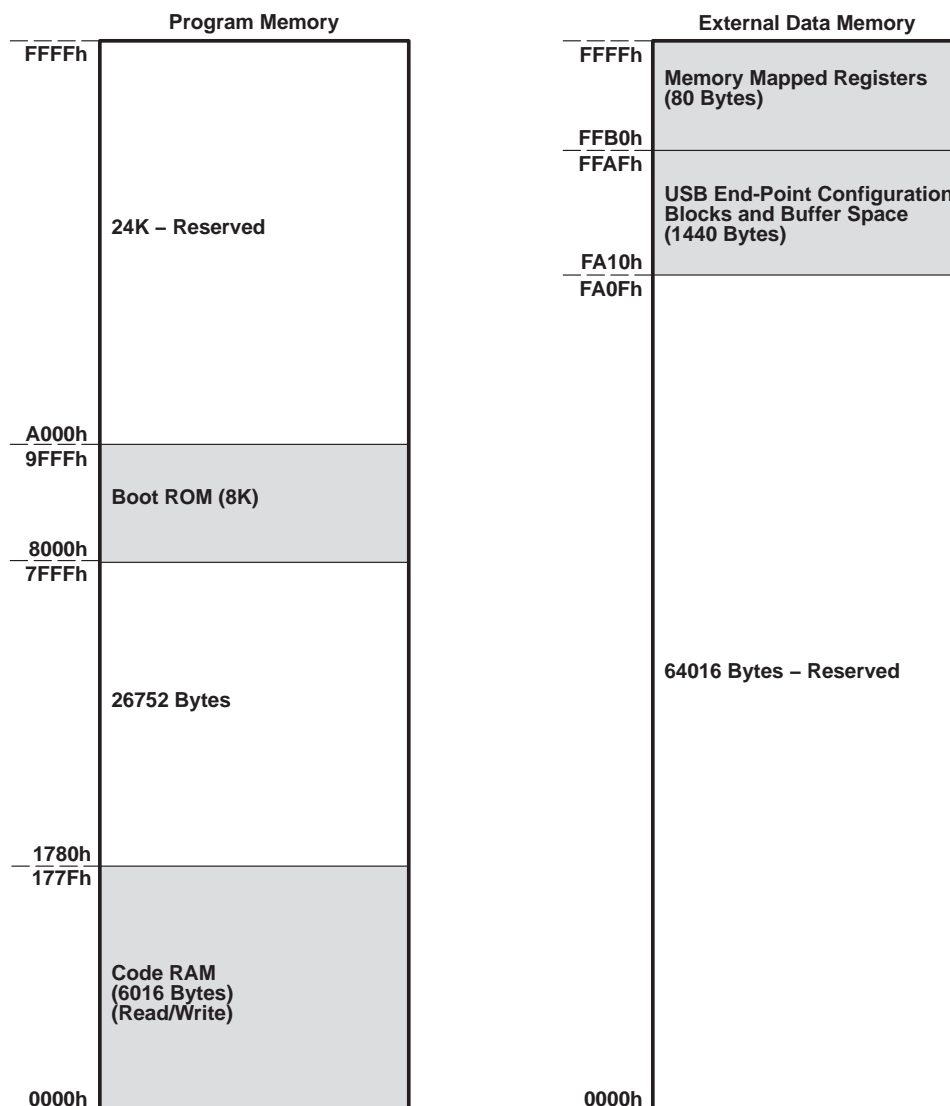 Program Memory
FFFFh
24K – Reserved
A000h
9FFFh
Boot ROM (8K)
8000h
7FFFh
26752 Bytes
1780h
177Fh
Code RAM
(6016 Bytes)
(Read/Write)
0000h
External Data Memory
FFFFh
Memory Mapped Registers
(80 Bytes)
FFB0h
FFAFh
USB End-Point Configuration
Blocks and Buffer Space
(1440 Bytes)
FA10h
FA0Fh
64016 Bytes – Reserved
0000h